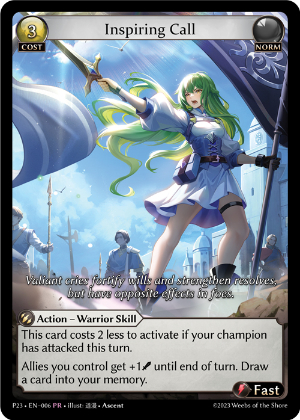 3
Inspiring Call
COST
NORM
Valiant cries fortify wills and strengthen resolves,
but have opposite effects in foes.
Action – Warrior Skill
This card costs 2 less to activate if your champion
has attacked this turn.
Allies you control get +1 until end of turn. Draw
a card into your memory.
Fast
P23 • EN-006 PR • illust: 逍遥 • Ascent
©2023 Weebs of the Shore